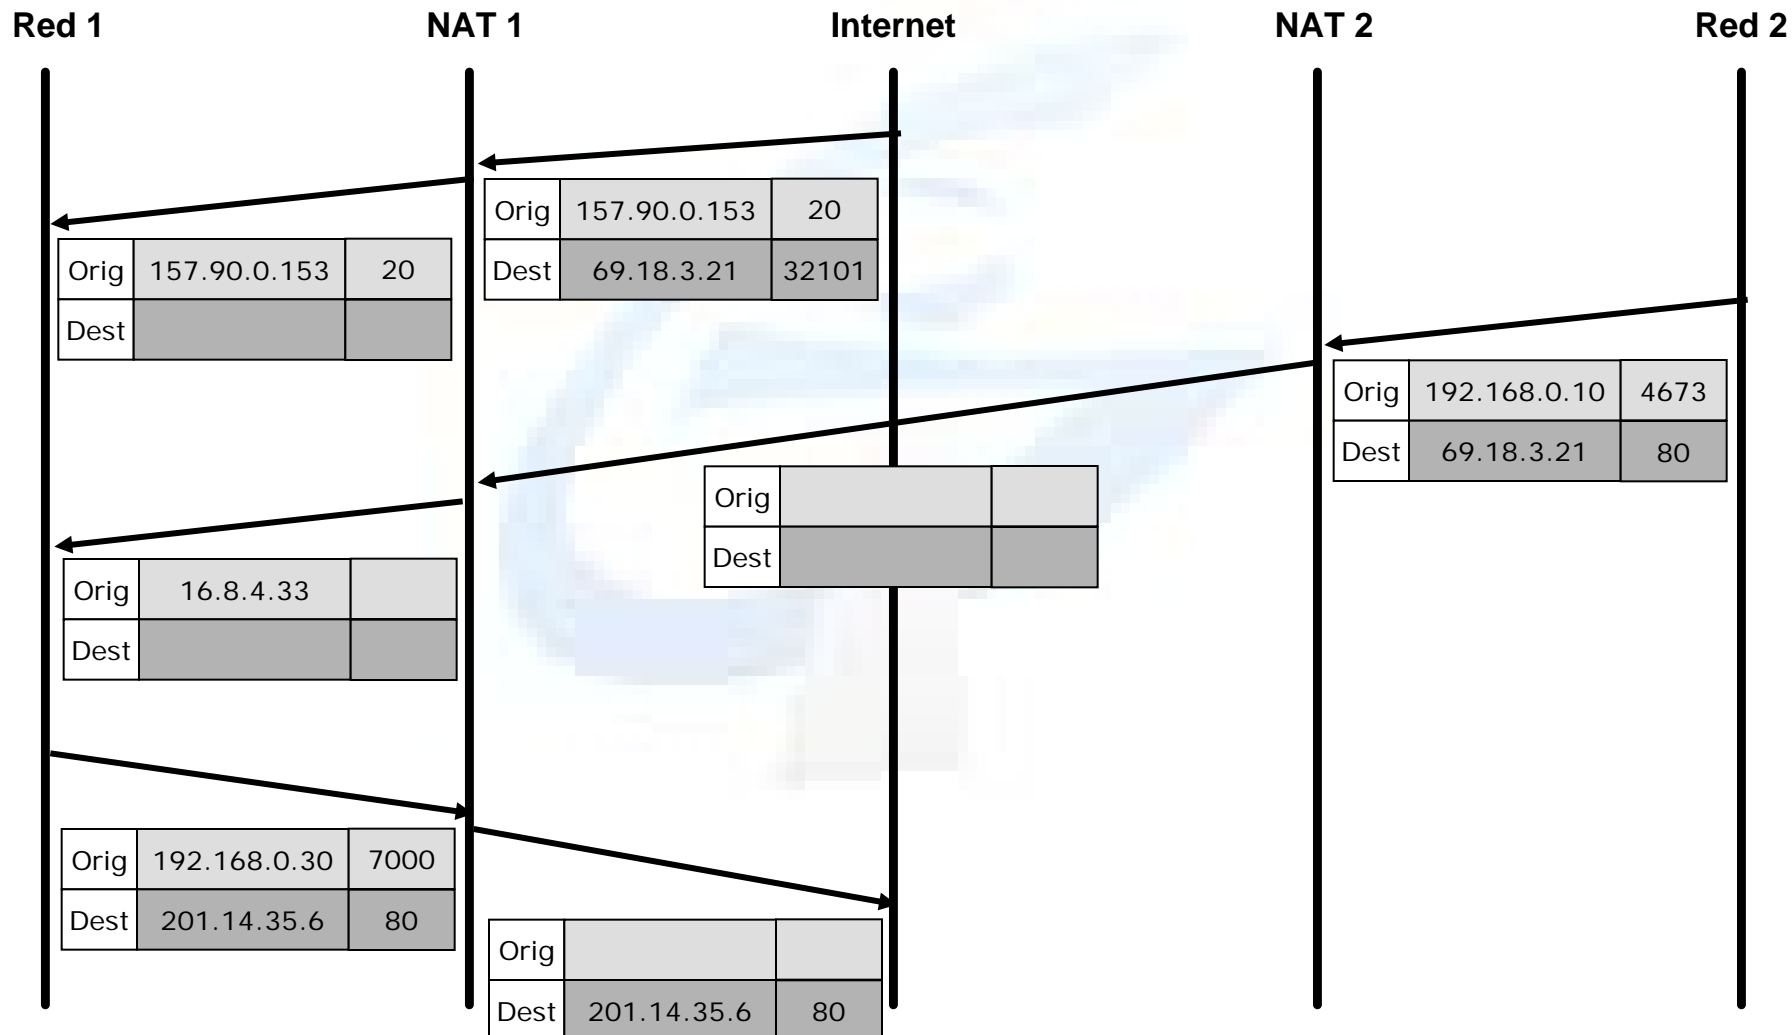 Red 1 NAT 1 Internet NAT 2 Red 2
Orig 157.90.0.153 20
Dest 69.18.3.21 32101
Orig 157.90.0.153 20
Dest
Orig 192.168.0.10 4673
Dest 69.18.3.21 80
Orig
Dest
Orig 16.8.4.33
Dest
Orig 192.168.0.30 7000
Dest 201.14.35.6 80
Orig
Dest 201.14.35.6 80